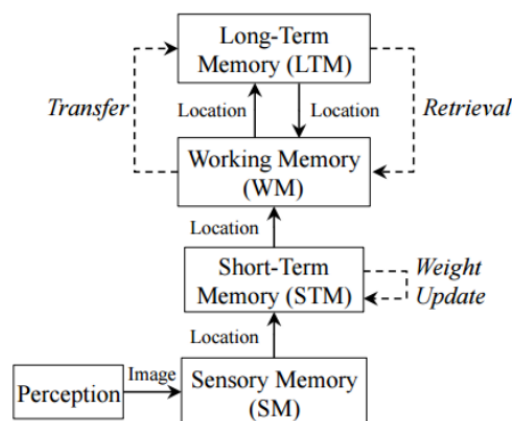 Long-Term
Memory (LTM)
Transfer
Location
Location
Retrieval
Working Memory
(WM)
Location
Short-Term
Memory (STM)
Weight
Update
Location
Image
Perception
Sensory Memory
(SM)